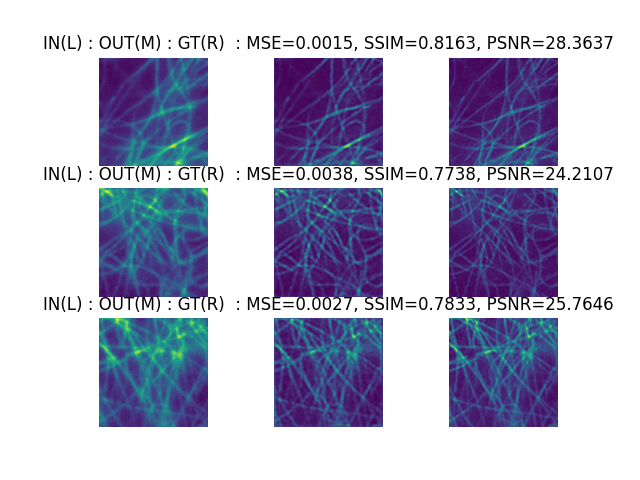 IN(L) : OUT(M) : GT(R)  : MSE=0.0015, SSIM=0.8163, PSNR=28.3637
IN(L) : OUT(M) : GT(R)  : MSE=0.0038, SSIM=0.7738, PSNR=24.2107
IN(L) : OUT(M) : GT(R)  : MSE=0.0027, SSIM=0.7833, PSNR=25.7646